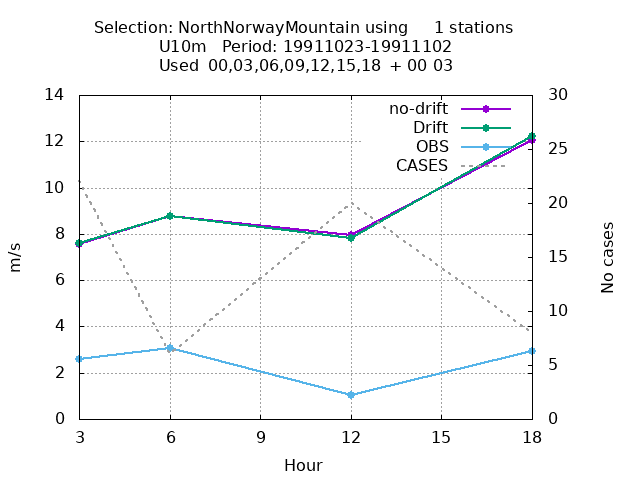 Selection: NorthNorwayMountain using     1 stations
U10m   Period: 19911023-19911102
Used  00,03,06,09,12,15,18  + 00 03
14
12
10
8
6
4
2
0
30
25
20
15
10
5
0
no-drift
Drift
OBS
CASES
m/s
No cases
3
6
9
12
15
18
Hour